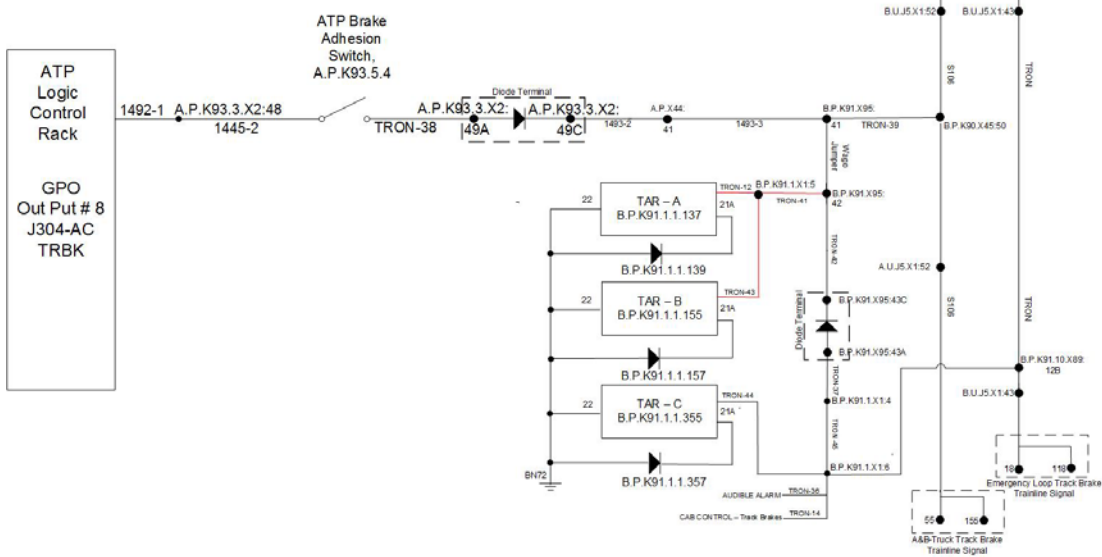 B.U.J5.X1:52
B.U.J5.X1:43
ATP Brake
Adhesion
Switch,
A.P.K93.5.4
ATP
Logic
Control
Rack
GPO
Out Put # 8
J304-AC
TRBK
S106
TRON
Diode Terminal
1492-1
A.P.K93.3.X2:48
1445-2
TRON-38
A.P.K93.3.X2:
49A
A.P.K93.3.X2:
49C
1493-2
A.P.X44:
41
1493-3
B.P.K91.X95:
41
TRON-39
B.P.K90.X45:50
Wago
Jumper
22
TAR – A
B.P.K91.1.1.137
TRON-12
21A
B.P.K91.1.X1:5
TRON-41
B.P.K91.X95:
42
B.P.K91.1.1.139
TRON-42
A.U.J5.X1:52
22
TAR – B
B.P.K91.1.1.155
TRON-43
21A
B.P.K91.X95:43C
Diode Terminal
S106
TRON
B.P.K91.X95:43A
B.P.K91.1.1.157
TRON-37
B.P.K91.10.X89:
12B
22
TAR – C
B.P.K91.1.1.355
TRON-44
21A
B.P.K91.1.X1:4
B.U.J5.X1:43
B.P.K91.1.1.357
B.P.K91.1.X1:6
BN72
18
118
Emergency Loop Track Brake
Trainline Signal
AUDIBLE ALARM
TRON-36
CAB CONTROL – Track Brakes
TRON-14
55
155
A&B-Truck Track Brake
Trainline Signal